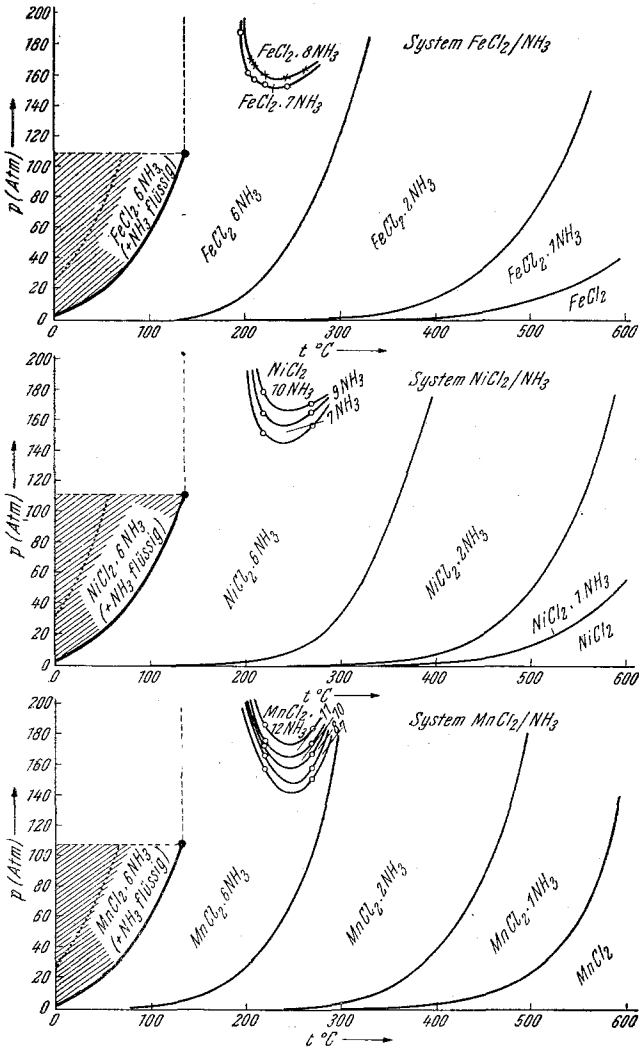 System FeCl₂/NH₃
p (Atm)
200
180
160
140
120
100
80
60
40
20
0
FeCl₂.8NH₃
FeCl₂.7NH₃
FeCl₂.6NH₃
(+NH₃ flüssig)
FeCl₂ 6NH₃
FeCl₂.2NH₃
FeCl₂.1NH₃
FeCl₂
0 100 200 300 400 500 600
t °C
System NiCl₂/NH₃
p (Atm)
200
180
160
140
120
100
80
60
40
20
0
NiCl₂
10NH₃
9NH₃
7NH₃
NiCl₂.6NH₃
(+NH₃ flüssig)
NiCl₂.6NH₃
NiCl₂.2NH₃
NiCl₂.1NH₃
NiCl₂
0 100 200 300 400 500 600
t °C
System MnCl₂/NH₃
p (Atm)
200
180
160
140
120
100
80
60
40
20
0
MnCl₂.
12NH₃
11
10
8
7
MnCl₂.6NH₃
(+NH₃ flüssig)
MnCl₂.6NH₃
MnCl₂.2NH₃
MnCl₂.1NH₃
MnCl₂
0 100 200 300 400 500 600
t °C